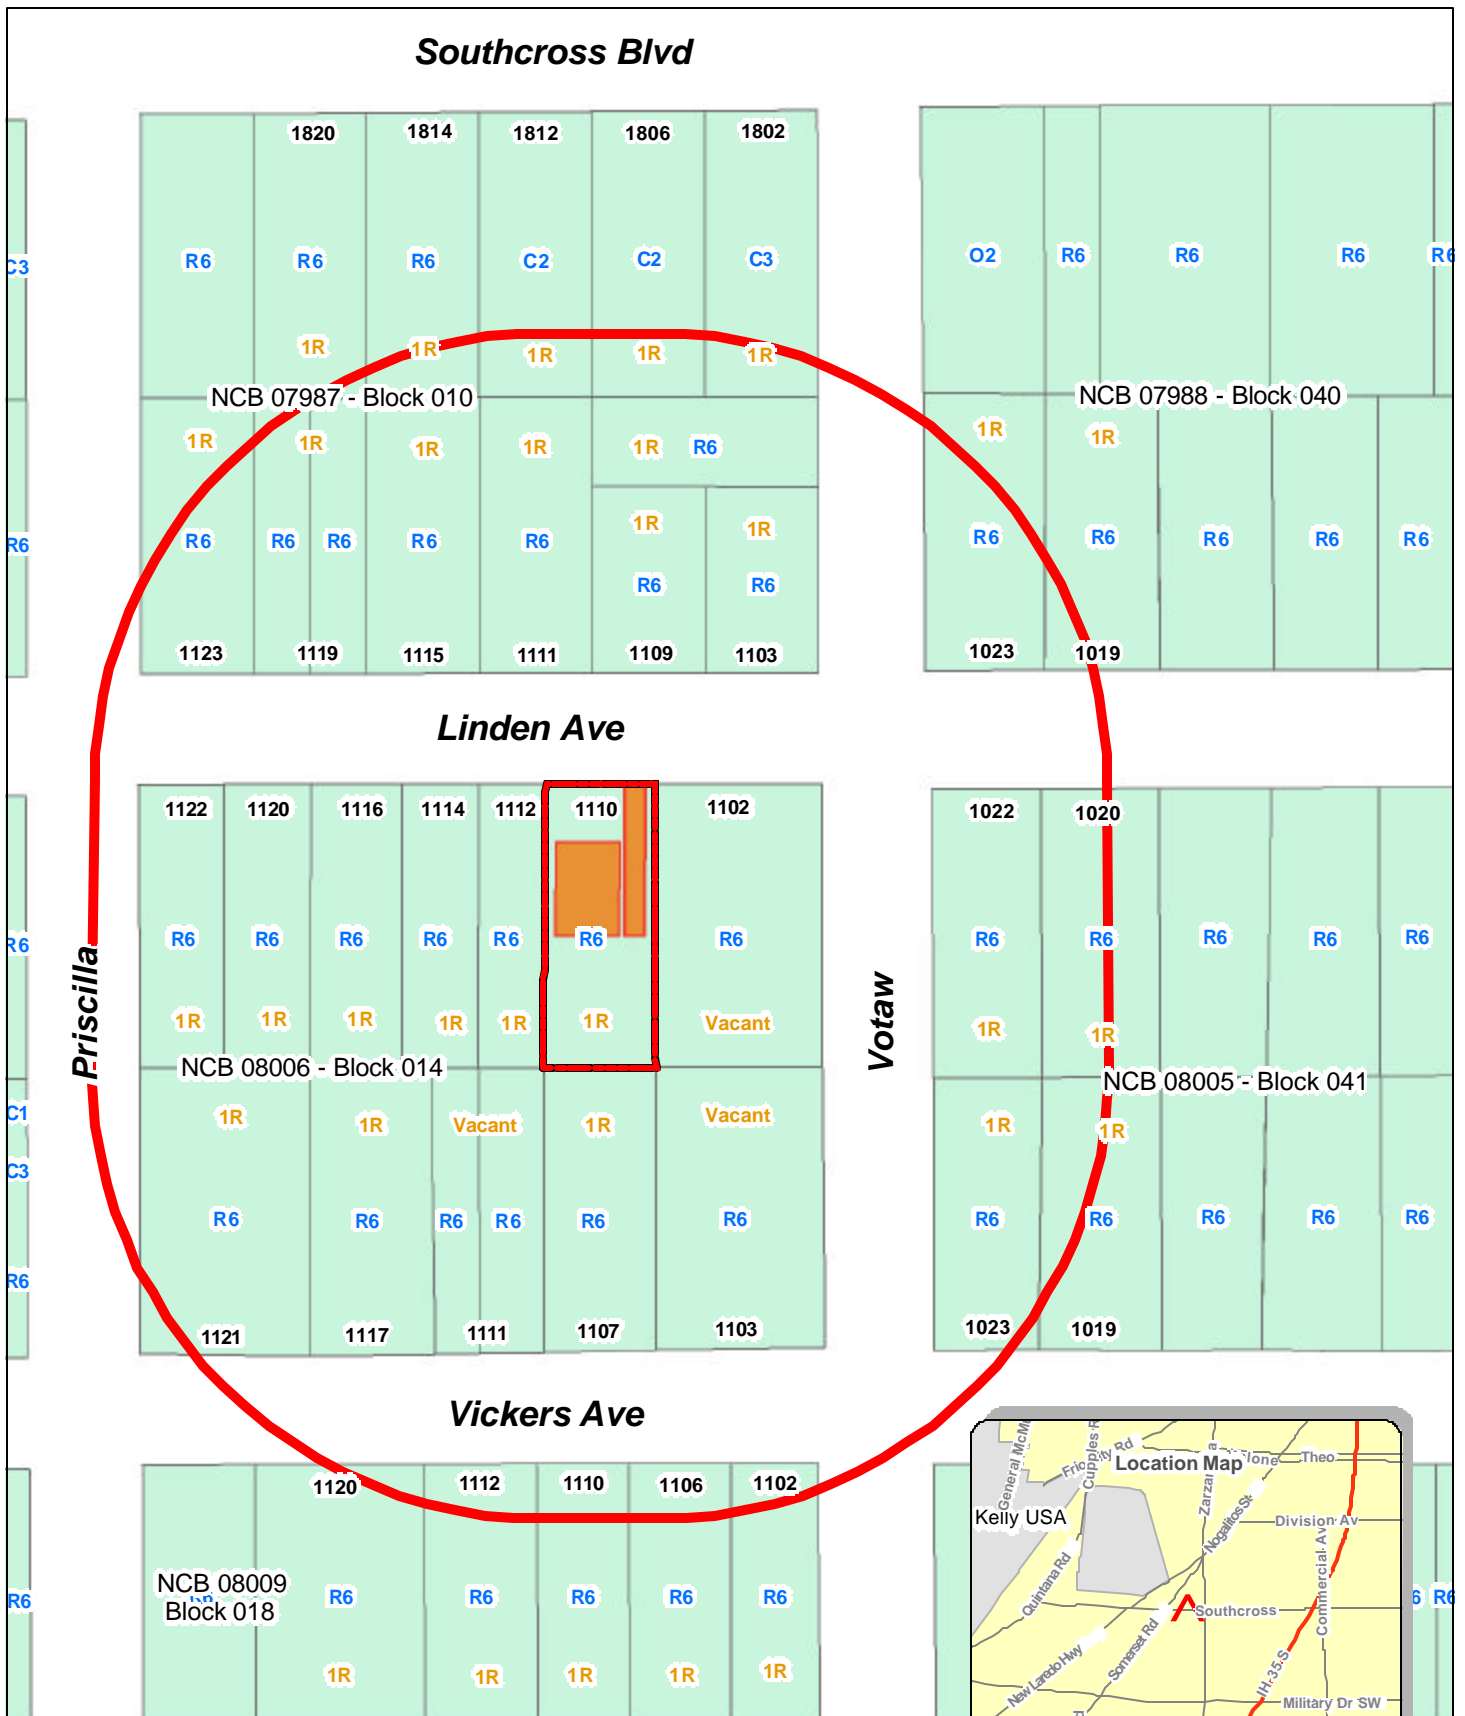 Southcross Blvd
1820 1814 1812 1806 1802
C3 R6 R6 R6 C2 C2 C3 O2 R6 R6 R6 R6
1R 1R 1R 1R 1R
NCB 07987 - Block 010 NCB 07988 - Block 040
1R 1R 1R 1R 1R R6 1R 1R
1R 1R
R6 R6 R6 R6 R6 R6 R6 R6 R6 R6 R6
R6 R6
1123 1119 1115 1111 1109 1103 1023 1019
Linden Ave
1122 1120 1116 1114 1112 1110 1102 1022 1020
R6 R6 R6 R6 R6 R6 R6 R6 R6 R6 R6 R6 R6
1R 1R 1R 1R 1R 1R Vacant 1R 1R
Priscilla
Votaw
NCB 08006 - Block 014 NCB 08005 - Block 041
C1 1R 1R Vacant 1R Vacant 1R 1R
C3
R6 R6 R6 R6 R6 R6 R6 R6 R6 R6 R6
R6
1121 1117 1111 1107 1103 1023 1019
Vickers Ave
1120 1112 1110 1106 1102
NCB 08009
Block 018
R6 R6 R6 R6 R6 R6 6 R6
1R 1R 1R 1R 1R
Location Map
General McMu
Cupples R
Theo
Kelly USA
Nogalitos St
Division Av
Quintana Rd
Commercial Av
Southcross
Somerset Rd
New Laredo Hwy
IH 35 S
Military Dr SW